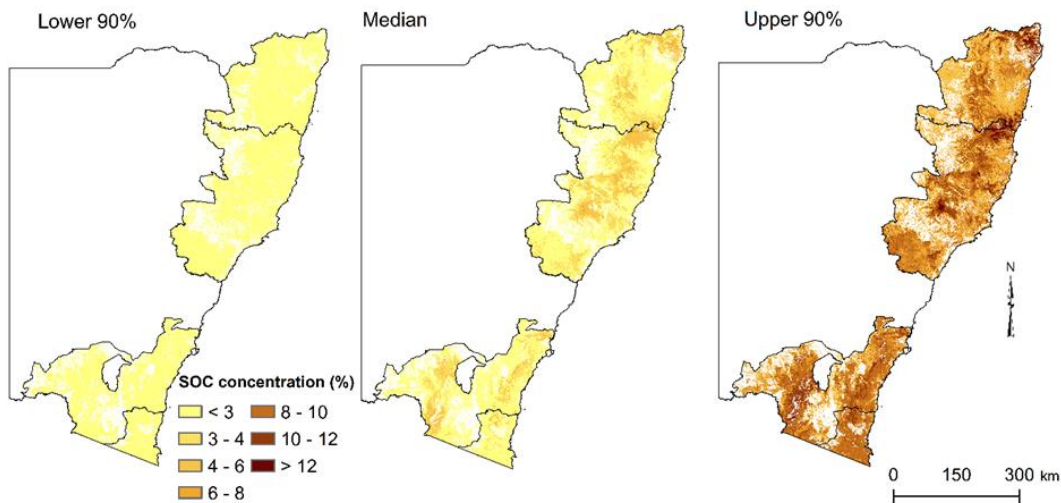 Lower 90%
Median
Upper 90%
N
SOC concentration (%)
< 3
8 - 10
3 - 4
10 - 12
4 - 6
> 12
6 - 8
0 150 300 km